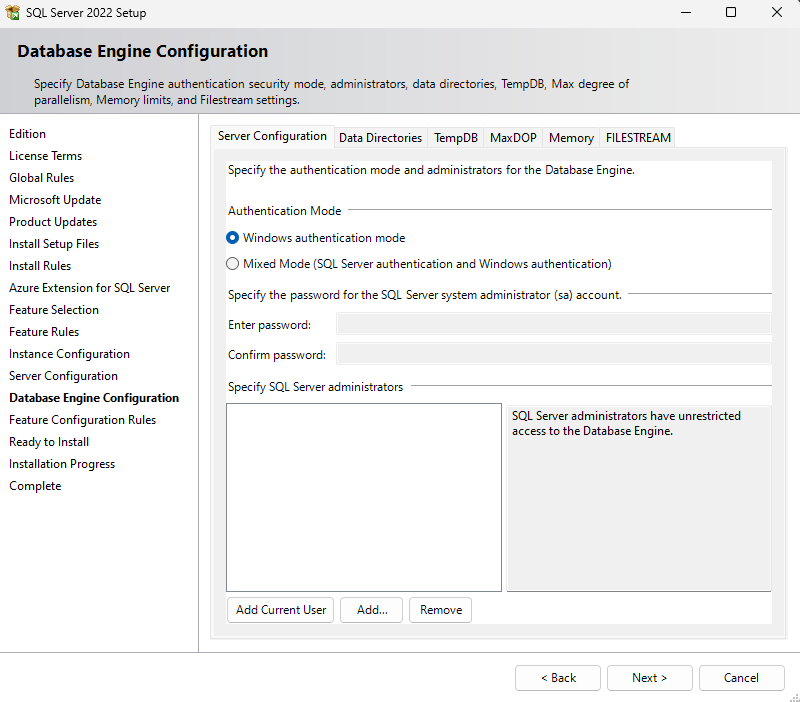 SQL Server 2022 Setup
Database Engine Configuration
Specify Database Engine authentication security mode, administrators, data directories, TempDB, Max degree of
parallelism, Memory limits, and Filestream settings.
Edition
License Terms
Global Rules
Microsoft Update
Product Updates
Install Setup Files
Install Rules
Azure Extension for SQL Server
Feature Selection
Feature Rules
Instance Configuration
Server Configuration
Database Engine Configuration
Feature Configuration Rules
Ready to Install
Installation Progress
Complete
Server Configuration Data Directories TempDB MaxDOP Memory FILESTREAM
Specify the authentication mode and administrators for the Database Engine.
Authentication Mode
Windows authentication mode
Mixed Mode (SQL Server authentication and Windows authentication)
Specify the password for the SQL Server system administrator (sa) account.
Enter password:
Confirm password:
Specify SQL Server administrators
SQL Server administrators have unrestricted
access to the Database Engine.
Add Current User Add... Remove
< Back Next > Cancel